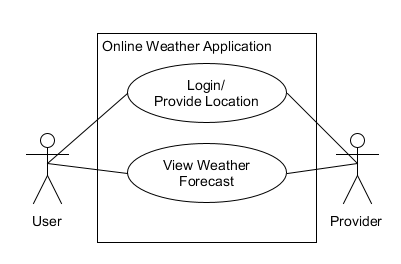 Online Weather Application
Login/
Provide Location
View Weather
Forecast
User
Provider